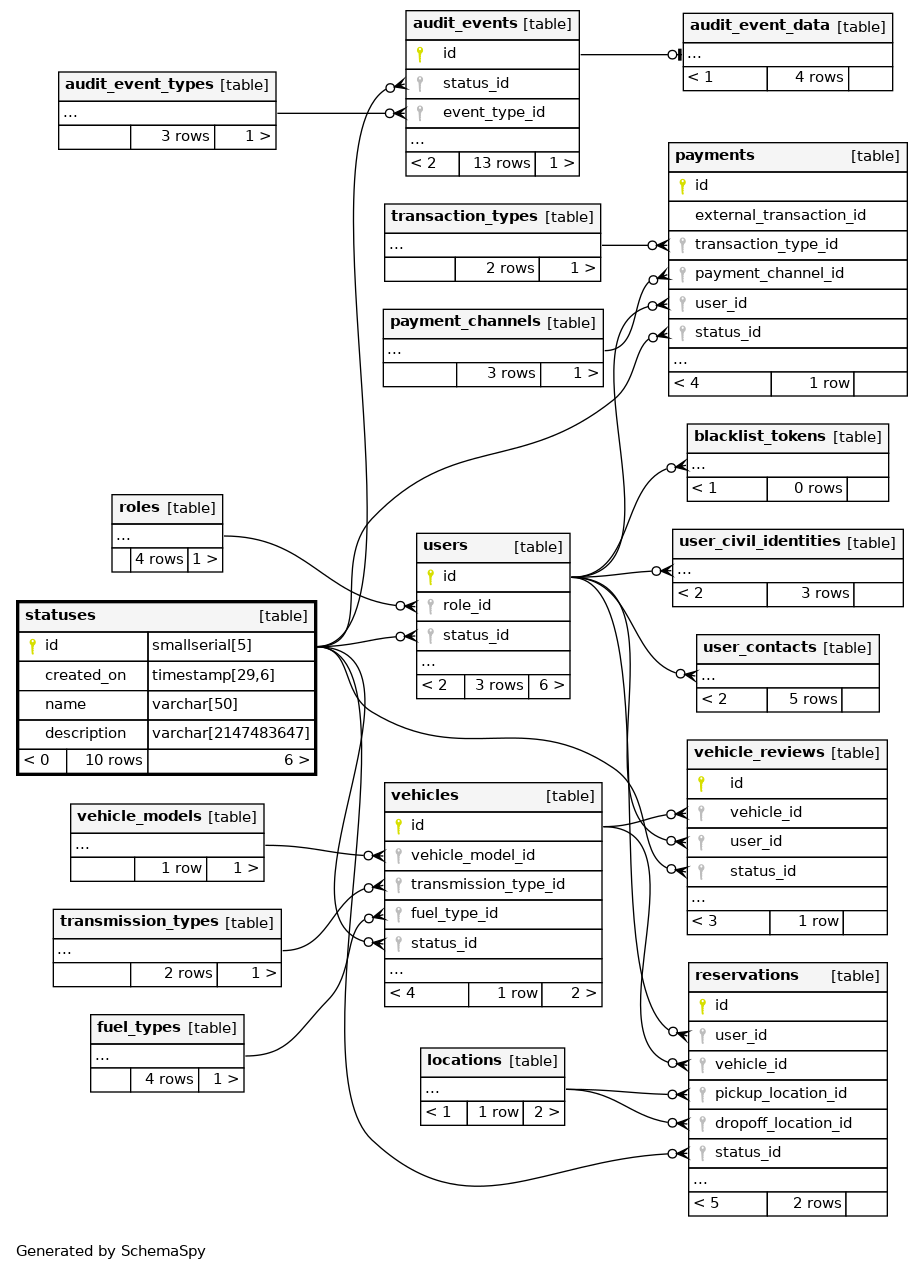 audit_events [table]
id
status_id
event_type_id
...
< 2 13 rows 1 >
audit_event_data [table]
...
< 1 4 rows
audit_event_types [table]
...
3 rows 1 >
payments [table]
id
external_transaction_id
transaction_type_id
payment_channel_id
user_id
status_id
...
< 4 1 row
transaction_types [table]
...
2 rows 1 >
payment_channels [table]
...
3 rows 1 >
blacklist_tokens [table]
...
< 1 0 rows
roles [table]
...
4 rows 1 >
users [table]
id
role_id
status_id
...
< 2 3 rows 6 >
user_civil_identities [table]
...
< 2 3 rows
statuses [table]
id smallserial[5]
created_on timestamp[29,6]
name varchar[50]
description varchar[2147483647]
< 0 10 rows 6 >
user_contacts [table]
...
< 2 5 rows
vehicle_reviews [table]
id
vehicle_id
user_id
status_id
...
< 3 1 row
vehicles [table]
id
vehicle_model_id
transmission_type_id
fuel_type_id
status_id
...
< 4 1 row 2 >
vehicle_models [table]
...
1 row 1 >
transmission_types [table]
...
2 rows 1 >
fuel_types [table]
...
4 rows 1 >
locations [table]
...
< 1 1 row 2 >
reservations [table]
id
user_id
vehicle_id
pickup_location_id
dropoff_location_id
status_id
...
< 5 2 rows
Generated by SchemaSpy